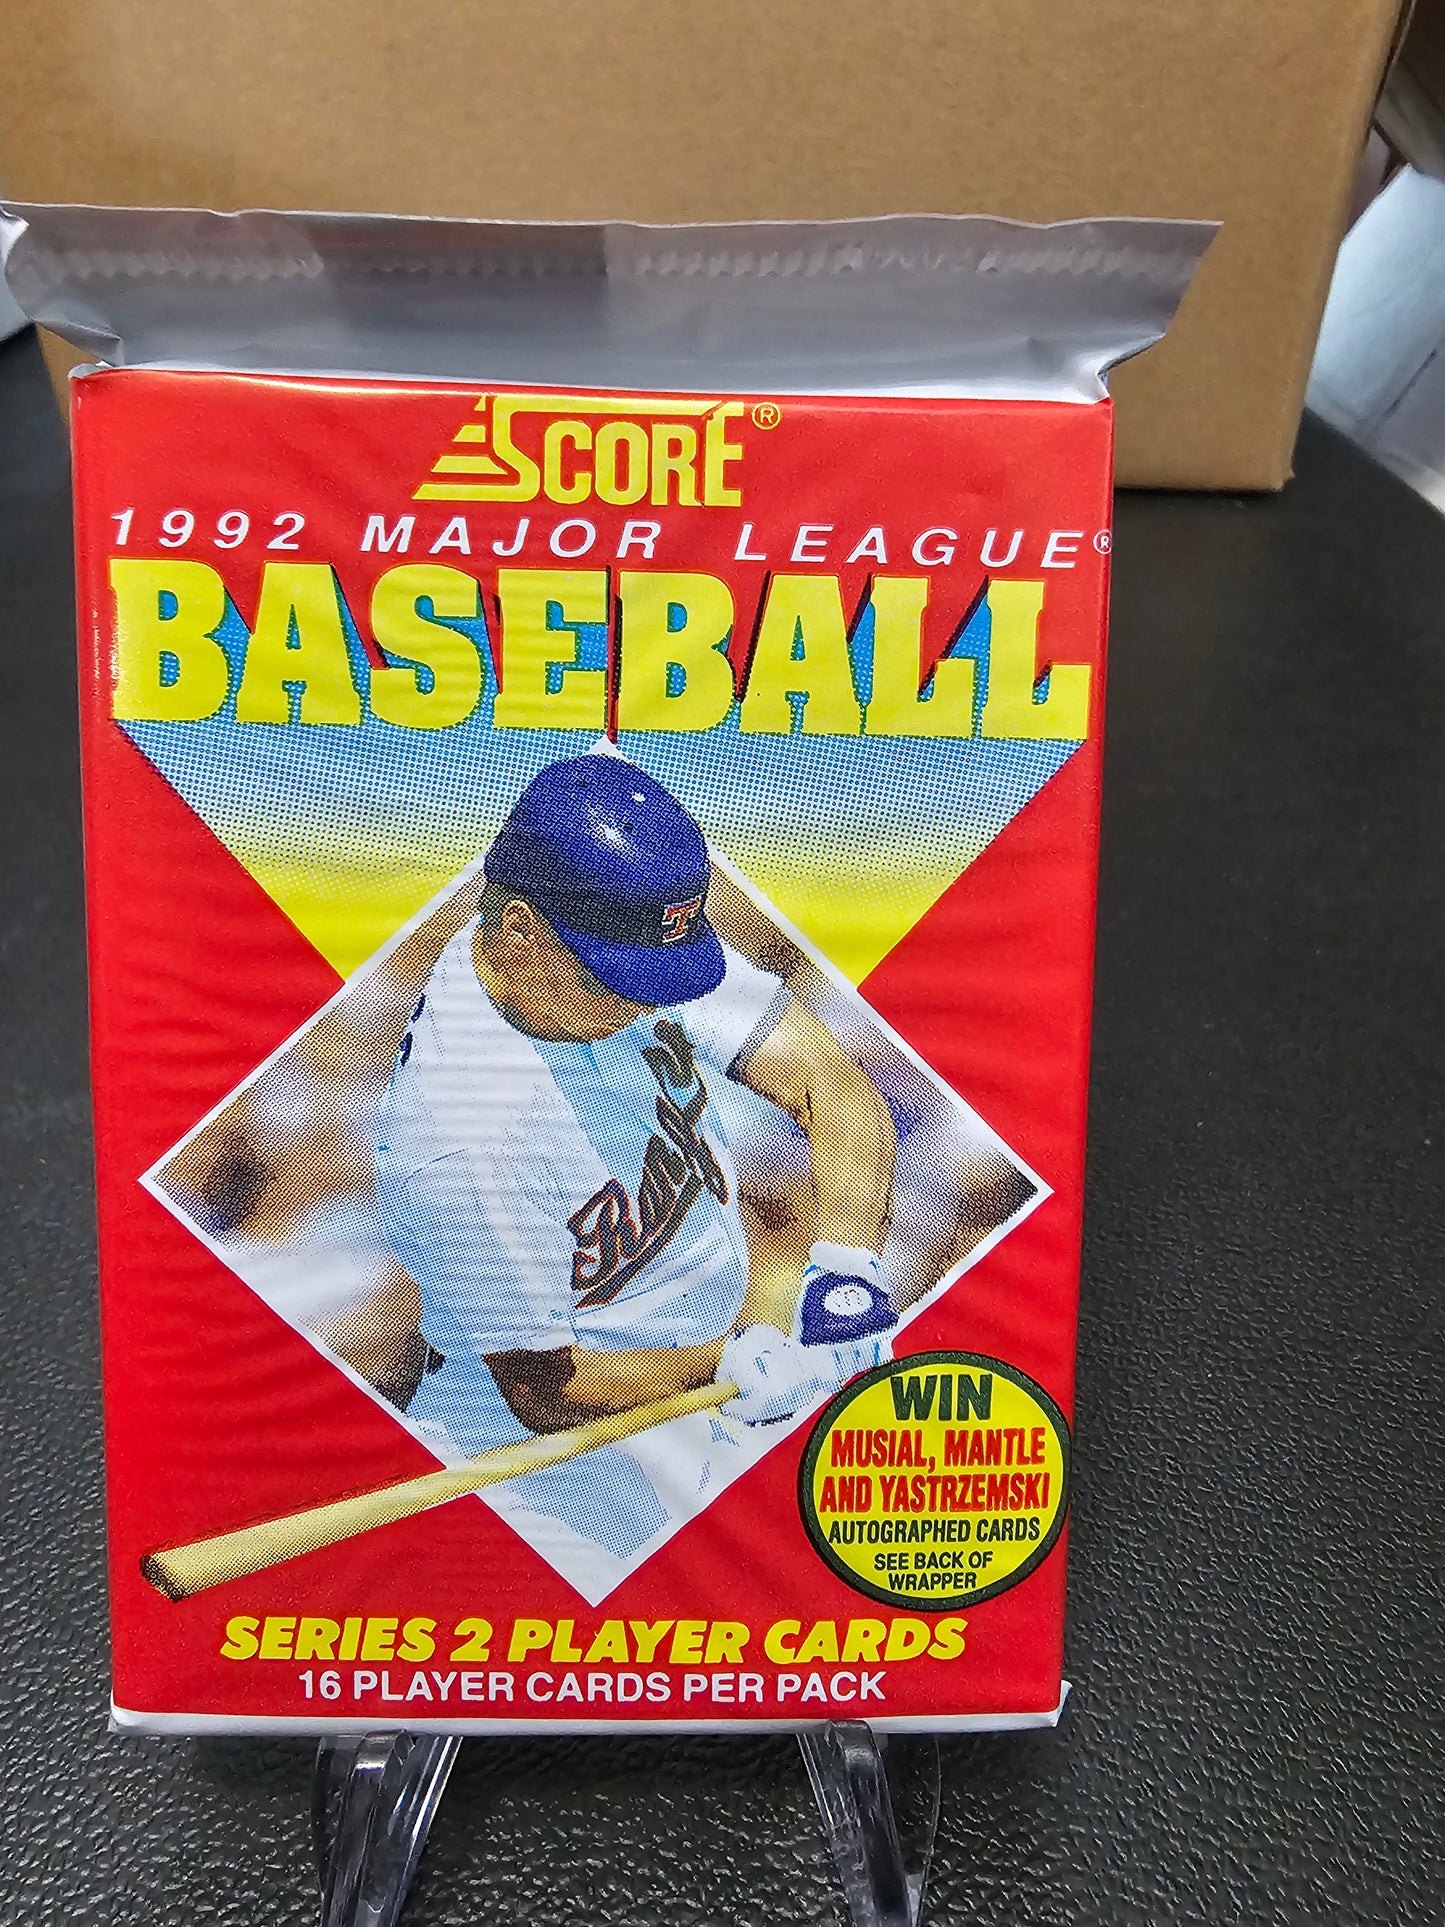 SCORE®
1992 MAJOR LEAGUE®
BASEBALL
T
Rangers
WIN
MUSIAL, MANTLE
AND YASTRZEMSKI
AUTOGRAPHED CARDS
SEE BACK OF
WRAPPER
SERIES 2 PLAYER CARDS
16 PLAYER CARDS PER PACK